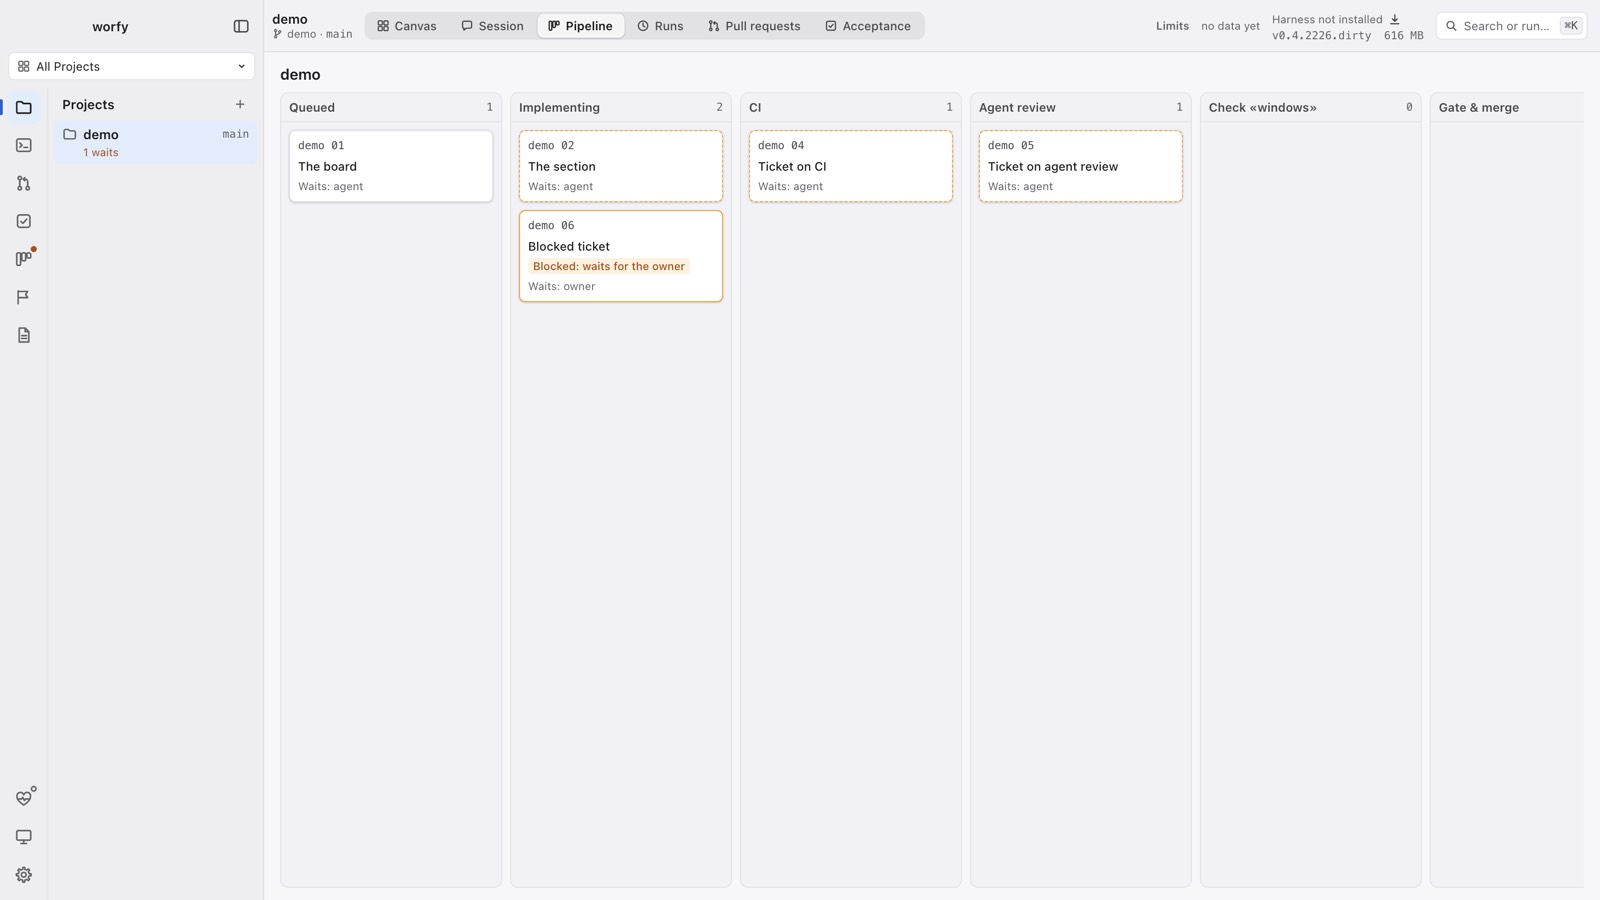 worfy
All Projects
Projects
demo main
1 waits
demo
demo · main
Canvas Session Pipeline Runs Pull requests Acceptance
Limits no data yet
Harness not installed
v0.4.2226.dirty 616 MB
Search or run... ⌘K
demo
Queued 1
demo 01
The board
Waits: agent
Implementing 2
demo 02
The section
Waits: agent
demo 06
Blocked ticket
Blocked: waits for the owner
Waits: owner
CI 1
demo 04
Ticket on CI
Waits: agent
Agent review 1
demo 05
Ticket on agent review
Waits: agent
Check «windows» 0
Gate & merge